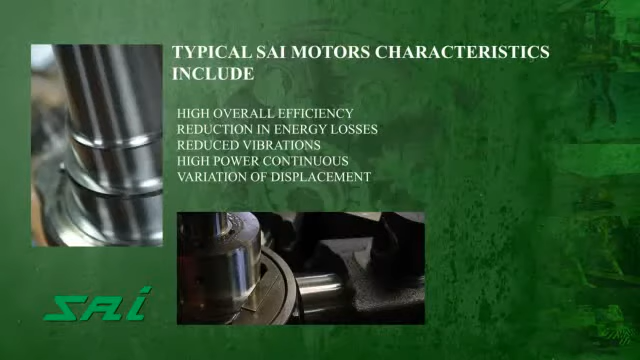 TYPICAL SAI MOTORS CHARACTERISTICS
INCLUDE
HIGH OVERALL EFFICIENCY
REDUCTION IN ENERGY LOSSES
REDUCED VIBRATIONS
HIGH POWER CONTINUOUS
VARIATION OF DISPLACEMENT
SAi